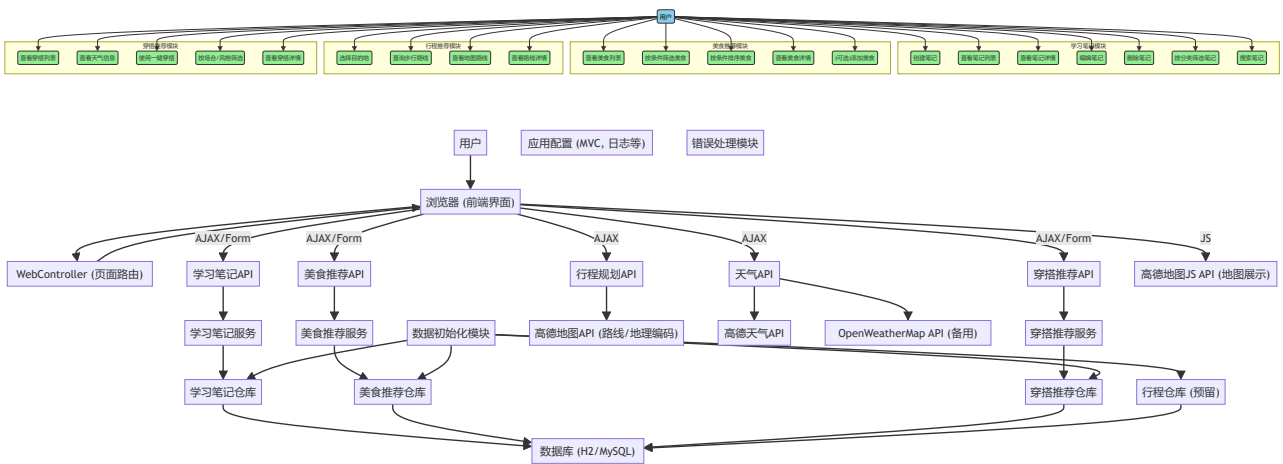 用户
穿搭推荐模块
行程推荐模块
美食推荐模块
学习笔记模块
查看穿搭列表
查看天气信息
使用一键穿搭
按场合/风格筛选
查看穿搭详情
选择目的地
查询步行路线
查看地图路线
查看路线详情
查看美食列表
按条件筛选美食
按条件推荐美食
查看美食详情
(可选)添加美食
创建笔记
查看笔记列表
查看笔记详情
编辑笔记
删除笔记
按分类筛选笔记
搜索笔记
用户
应用配置 (MVC, 日志等)
错误处理模块
浏览器 (前端界面)
AJAX/Form
AJAX/Form
AJAX
AJAX
AJAX/Form
JS
WebController (页面路由)
学习笔记API
美食推荐API
行程规划API
天气API
穿搭推荐API
高德地图JS API (地图展示)
学习笔记服务
美食推荐服务
数据初始化模块
高德地图API (路线/地理编码)
高德天气API
OpenWeatherMap API (备用)
穿搭推荐服务
学习笔记仓库
美食推荐仓库
穿搭推荐仓库
行程仓库 (预留)
数据库 (H2/MySQL)